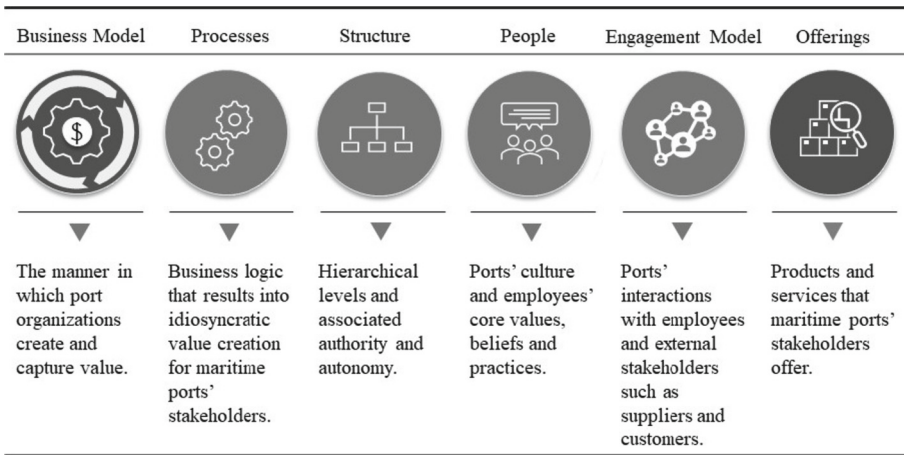 Business Model
Processes
Structure
People
Engagement Model
Offerings
$
The manner in
which port
organizations
create and
capture value.
Business logic
that results into
idiosyncratic
value creation
for maritime
ports’
stakeholders.
Hierarchical
levels and
associated
authority and
autonomy.
Ports’ culture
and employees’
core values,
beliefs and
practices.
Ports’
interactions
with employees
and external
stakeholders
such as
suppliers and
customers.
Products and
services that
maritime ports’
stakeholders
offer.